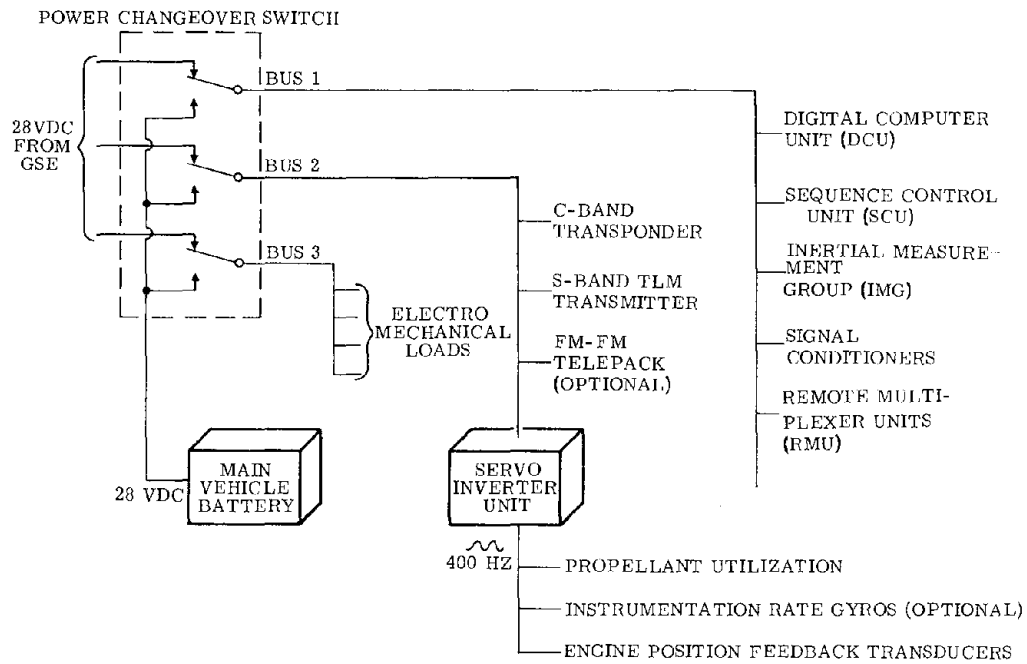 POWER CHANGEOVER SWITCH
BUS 1
28VDC
FROM
GSE
BUS 2
BUS 3
ELECTRO
MECHANICAL
LOADS
DIGITAL COMPUTER
UNIT (DCU)
SEQUENCE CONTROL
UNIT (SCU)
INERTIAL MEASURE-
MENT
GROUP (IMG)
SIGNAL
CONDITIONERS
REMOTE MULTI-
PLEXER UNITS
(RMU)
C-BAND
TRANSPONDER
S-BAND TLM
TRANSMITTER
FM-FM
TELEPACK
(OPTIONAL)
28 VDC
MAIN
VEHICLE
BATTERY
SERVO
INVERTER
UNIT
400 HZ
PROPELLANT UTILIZATION
INSTRUMENTATION RATE GYROS (OPTIONAL)
ENGINE POSITION FEEDBACK TRANSDUCERS